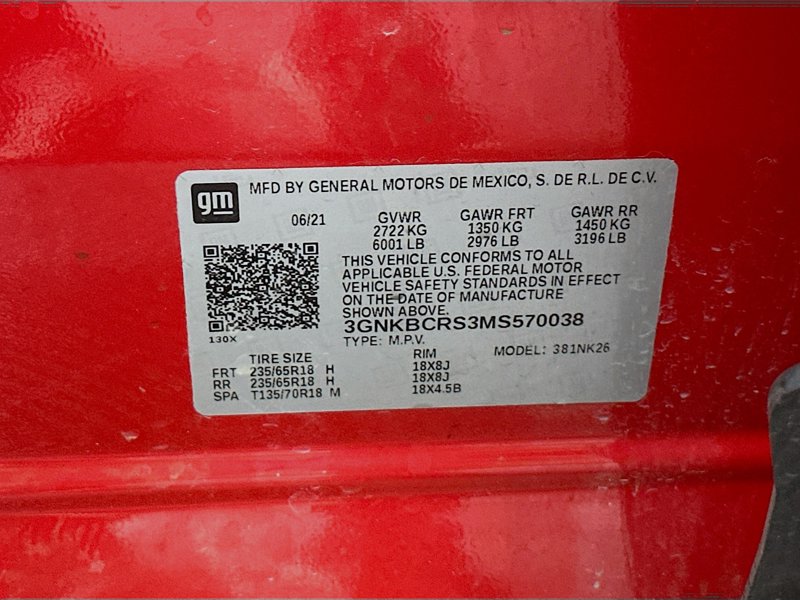 gm MFD BY GENERAL MOTORS DE MEXICO, S. DE R.L. DE C.V.
06/21 GVWR GAWR FRT GAWR RR
2722 KG 1350 KG 1450 KG
6001 LB 2976 LB 3196 LB
THIS VEHICLE CONFORMS TO ALL
APPLICABLE U.S. FEDERAL MOTOR
VEHICLE SAFETY STANDARDS IN EFFECT
ON THE DATE OF MANUFACTURE
SHOWN ABOVE.
3GNKBCRS3MS570038
130X
TYPE: M.P.V. MODEL: 381NK26
TIRE SIZE RIM
FRT 235/65R18 H 18X8J
RR 235/65R18 H 18X8J
SPA T135/70R18 M 18X4.5B